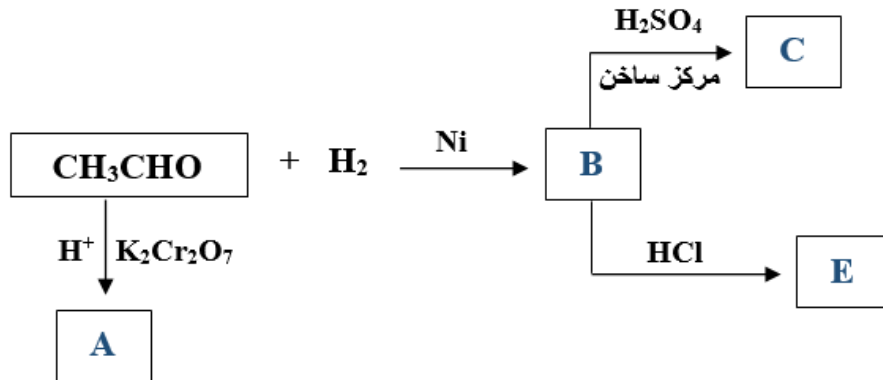 H₂SO₄
C
مركز ساخن
CH₃CHO + H₂ Ni B
H⁺ K₂Cr₂O₇
HCl
E
A